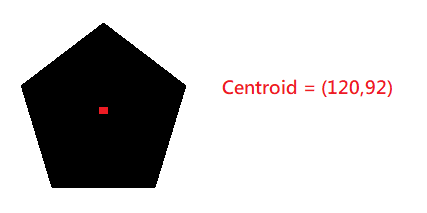 Centroid = (120,92)